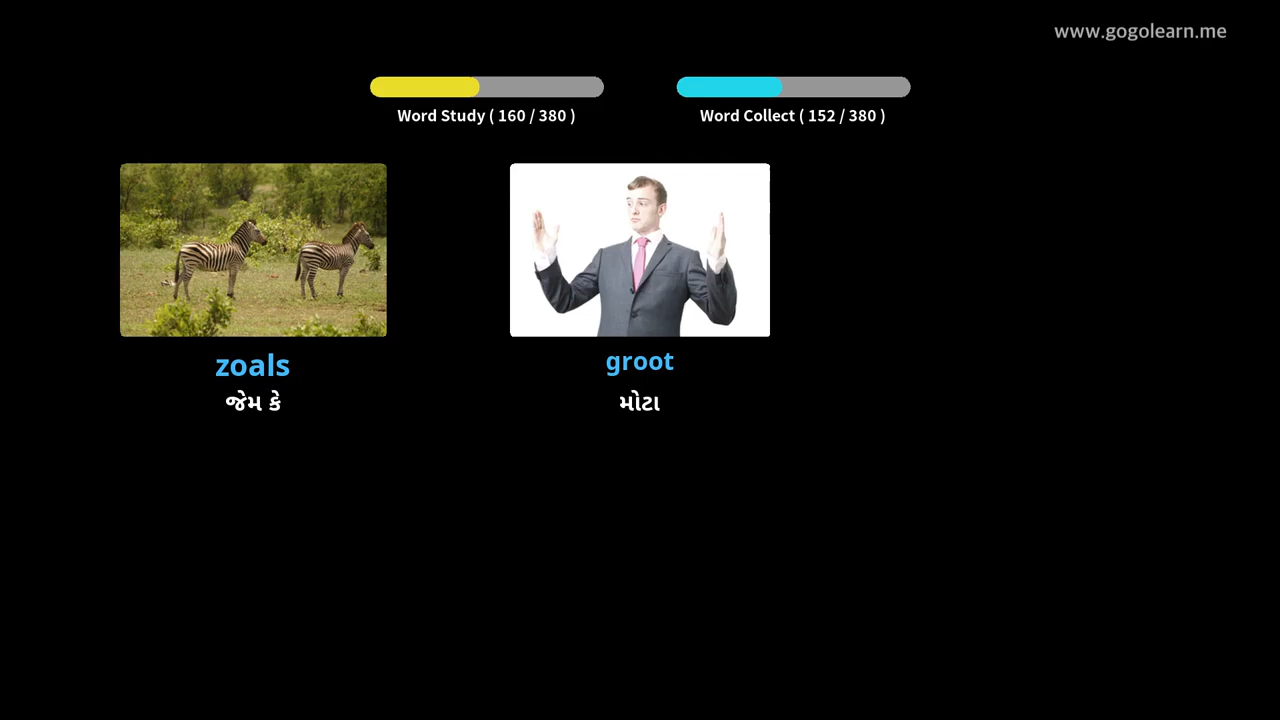 www.gogolearn.me
Word Study ( 160 / 380 )
Word Collect ( 152 / 380 )
zoals
જેમ કે
groot
મોટા